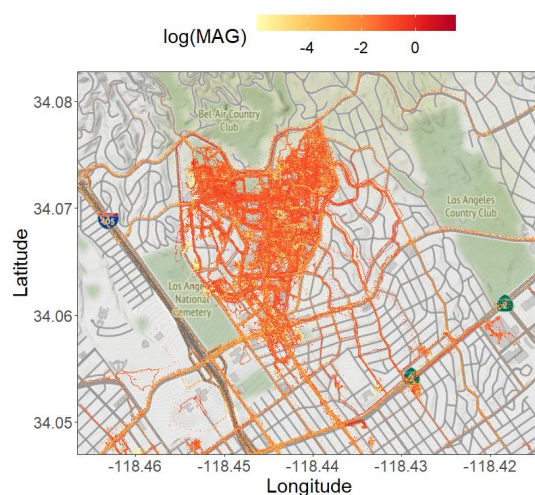 log(MAG)
-4 -2 0
34.08
34.07
34.06
34.05
Latitude
Bel-Air Country
Club
Los Angeles
Country Club
405
Los Ange
National
Cemetery
2
2
-118.46 -118.45 -118.44 -118.43 -118.42
Longitude